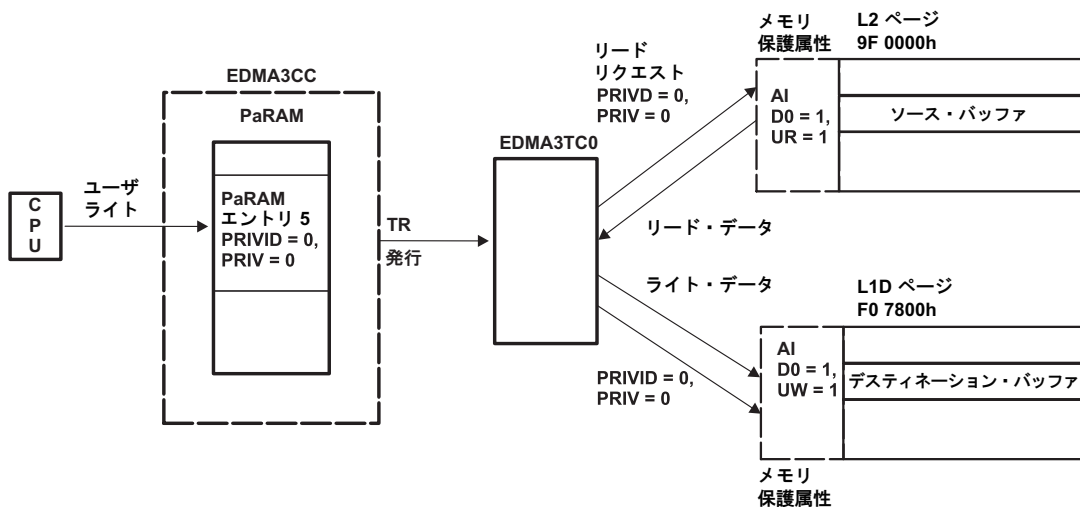 C
P
U
ユーザ
ライト
EDMA3CC
PaRAM
PaRAM
エントリ 5
PRIVID = 0,
PRIV = 0
TR
発行
EDMA3TC0
リード
リクエスト
PRIVD = 0,
PRIV = 0
リード・データ
ライト・データ
PRIVID = 0,
PRIV = 0
メモリ
保護属性
L2 ページ
9F 0000h
AI
D0 = 1,
UR = 1
ソース・バッファ
L1D ページ
F0 7800h
AI
D0 = 1,
UW = 1
デスティネーション・バッファ
メモリ
保護属性